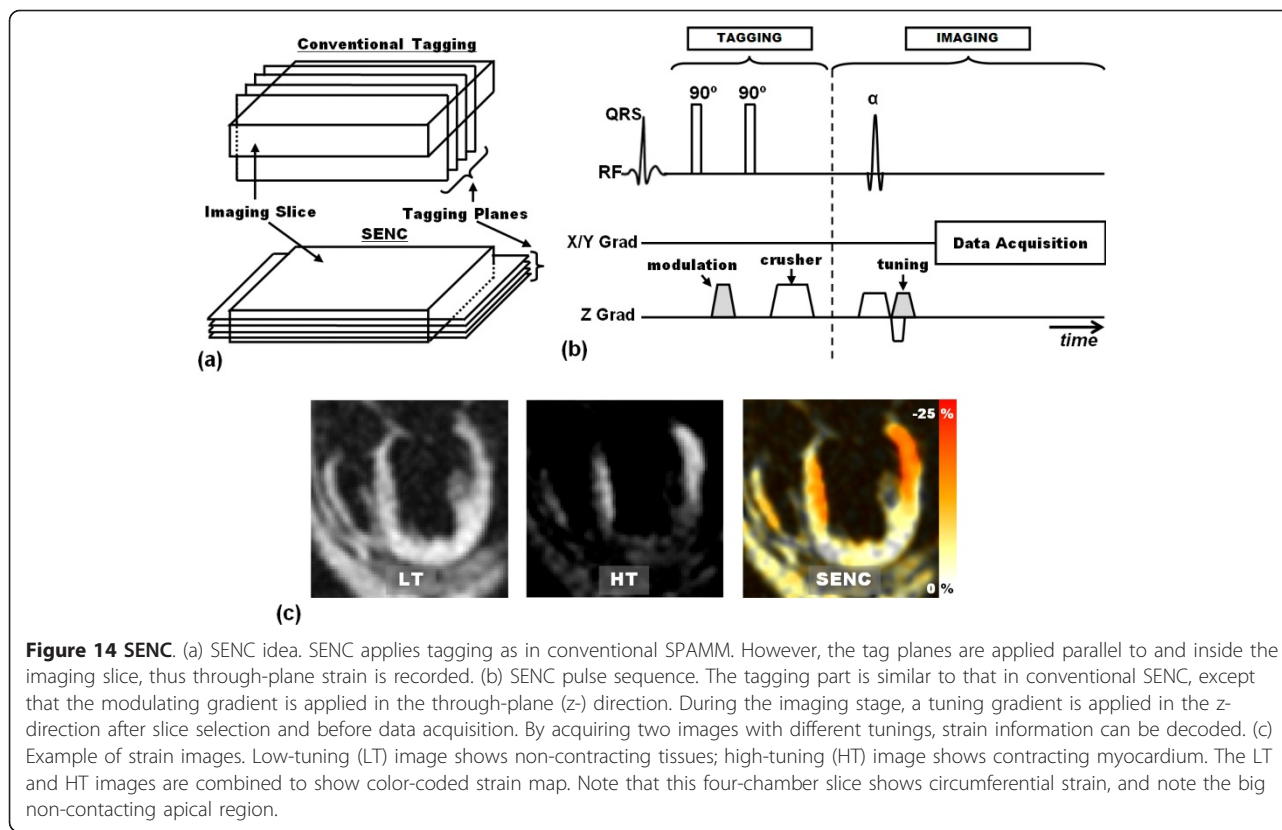 Conventional Tagging
Imaging Slice
Tagging Planes
SENC
(a)
TAGGING
IMAGING
90º
90º
α
QRS
RF
X/Y Grad
Data Acquisition
modulation
crusher
tuning
Z Grad
time
(b)
LT
HT
SENC
-25 %
0 %
(c)
Figure 14 SENC. (a) SENC idea. SENC applies tagging as in conventional SPAMM. However, the tag planes are applied parallel to and inside the
imaging slice, thus through-plane strain is recorded. (b) SENC pulse sequence. The tagging part is similar to that in conventional SENC, except
that the modulating gradient is applied in the through-plane (z-) direction. During the imaging stage, a tuning gradient is applied in the z-
direction after slice selection and before data acquisition. By acquiring two images with different tunings, strain information can be decoded. (c)
Example of strain images. Low-tuning (LT) image shows non-contracting tissues; high-tuning (HT) image shows contracting myocardium. The LT
and HT images are combined to show color-coded strain map. Note that this four-chamber slice shows circumferential strain, and note the big
non-contacting apical region.